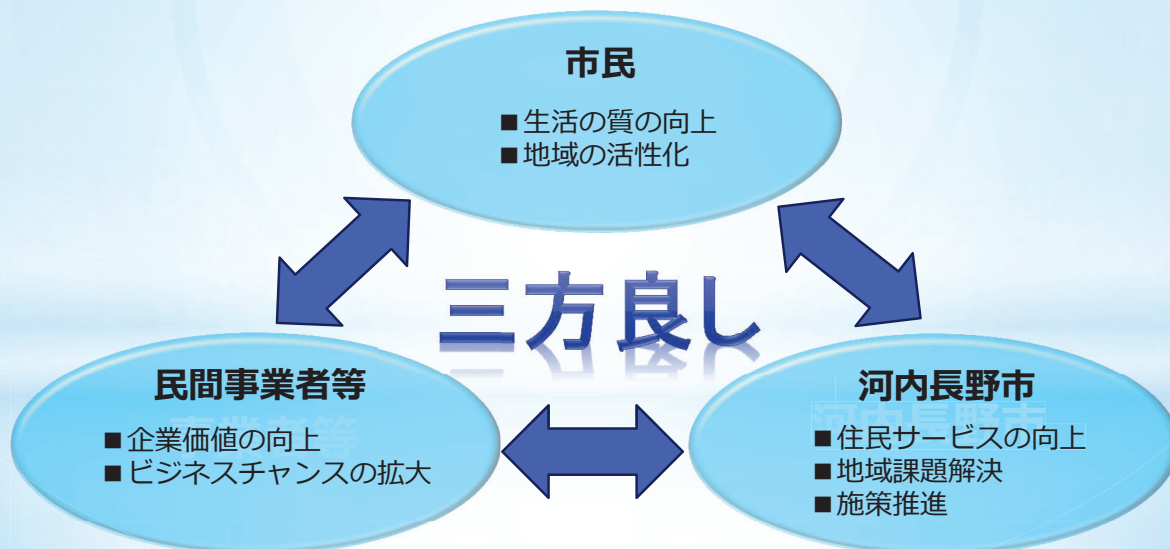 市民
■生活の質の向上
■地域の活性化
三方良し
民間事業者等
■企業価値の向上
■ビジネスチャンスの拡大
河内長野市
■住民サービスの向上
■地域課題解決
■施策推進